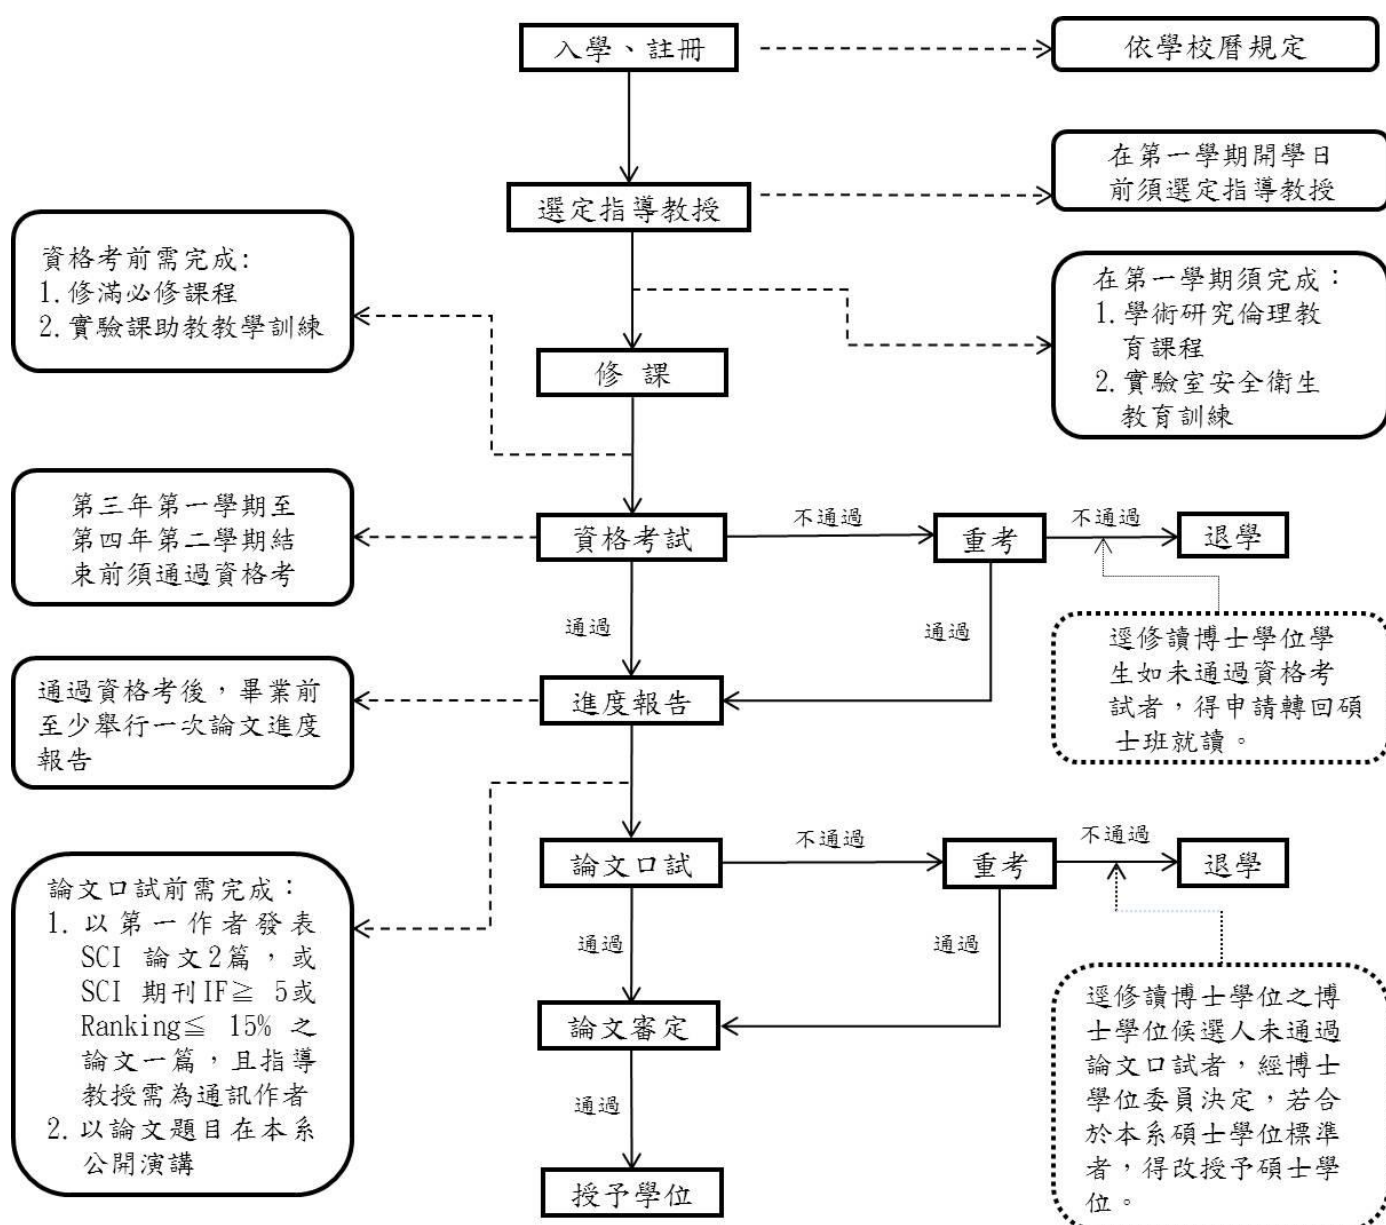 入學、註冊
依學校曆規定
在第一學期開學日
前須選定指導教授
選定指導教授
資格考前需完成:
1.修滿必修課程
2.實驗課助教教學訓練
在第一學期須完成：
1.學術研究倫理教
育課程
2.實驗室安全衛生
教育訓練
修 課
第三年第一學期至
第四年第二學期結
束前須通過資格考
資格考試
不通過
重考
不通過
退學
通過
通過
逕修讀博士學位學
生如未通過資格考
試者，得申請轉回碩
士班就讀。
通過資格考後，畢業前
至少舉行一次論文進度
報告
進度報告
論文口試
不通過
重考
不通過
退學
論文口試前需完成：
1. 以第一作者發表
SCI 論文2篇，或
SCI 期刊IF≧ 5或
Ranking≦ 15% 之
論文一篇，且指導
教授需為通訊作者
2. 以論文題目在本系
公開演講
通過
通過
逕修讀博士學位之博
士學位候選人未通過
論文口試者，經博士
學位委員決定，若合
於本系碩士學位標準
者，得改授予碩士學
位。
論文審定
通過
授予學位